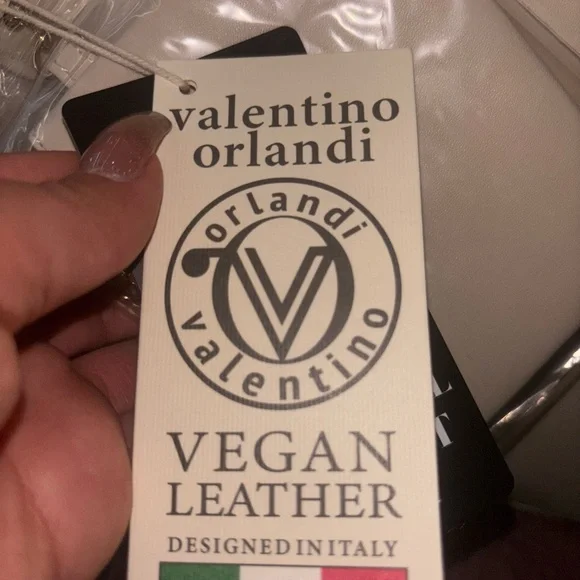 valentino
orlandi
orlandi
valentino
VEGAN
LEATHER
DESIGNED IN ITALY